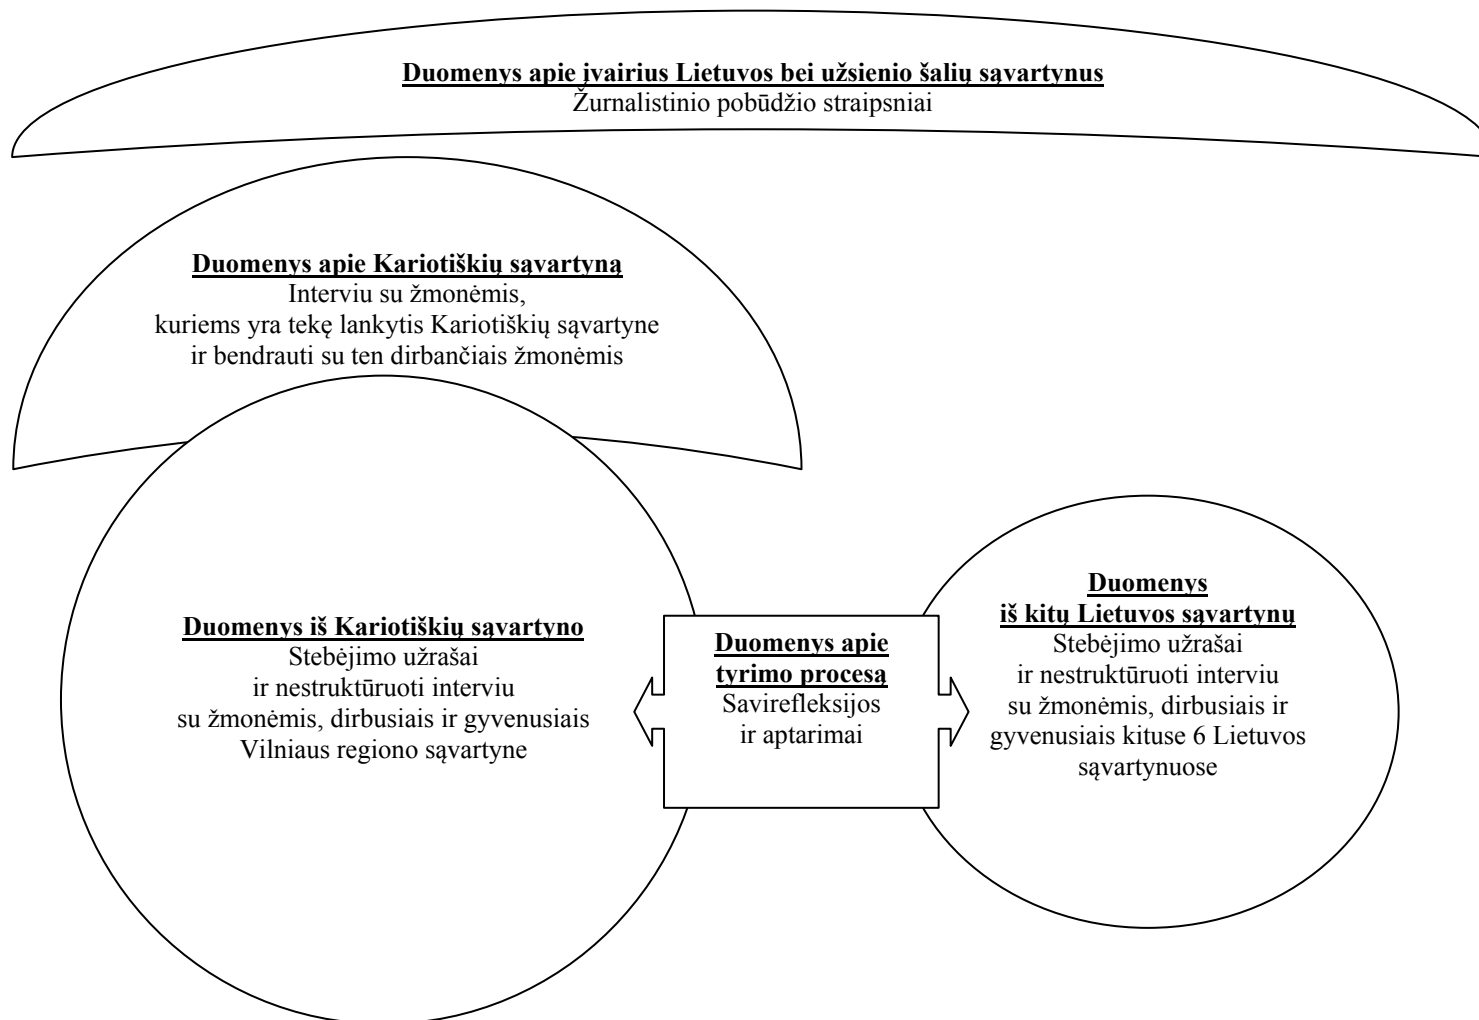 Duomenys apie įvairius Lietuvos bei užsienio šalių sąvartynus
Žurnalistinio pobūdžio straipsniai
Duomenys apie Kariotiškių sąvartyną
Interviu su žmonėmis,
kuriems yra tekę lankytis Kariotiškių sąvartyne
ir bendrauti su ten dirbančiais žmonėmis
Duomenys iš Kariotiškių sąvartyno
Stebėjimo užrašai
ir nestruktūruoti interviu
su žmonėmis, dirbusiais ir gyvenusiais
Vilniaus regiono sąvartyne
Duomenys apie
tyrimo procesą
Savirefleksijos
ir aptarimai
Duomenys
iš kitų Lietuvos sąvartynų
Stebėjimo užrašai
ir nestruktūruoti interviu
su žmonėmis, dirbusiais ir
gyvenusiais kituse 6 Lietuvos
sąvartynuose